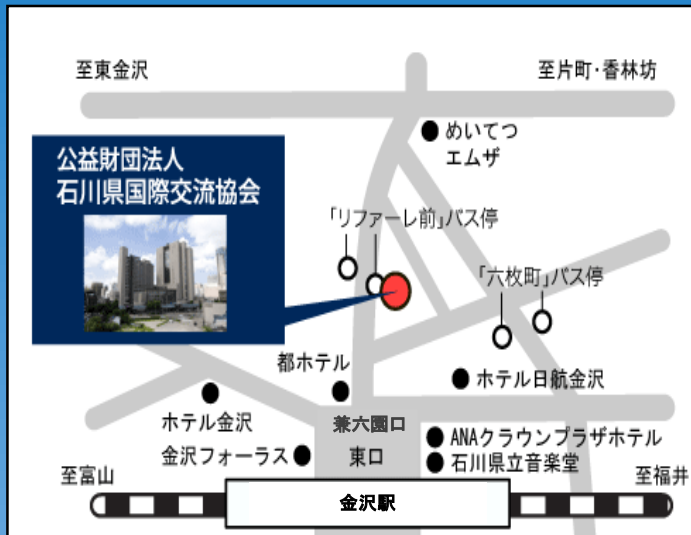 至東金沢
至片町・香林坊
めいてつ
エムザ
公益財団法人
石川県国際交流協会
「リファーレ前」バス停
「六枚町」バス停
都ホテル
ホテル日航金沢
ホテル金沢
兼六園口
ANAクラウンプラザホテル
金沢フォーラス
東口
石川県立音楽堂
至富山
至福井
金沢駅